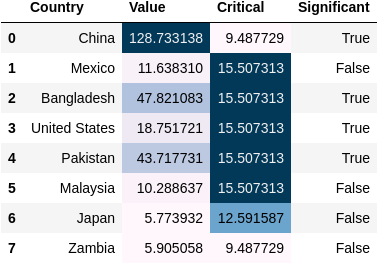 Country Value Critical Significant
0 China 128.733138 9.487729 True
1 Mexico 11.638310 15.507313 False
2 Bangladesh 47.821083 15.507313 True
3 United States 18.751721 15.507313 True
4 Pakistan 43.717731 15.507313 True
5 Malaysia 10.288637 15.507313 False
6 Japan 5.773932 12.591587 False
7 Zambia 5.905058 9.487729 False